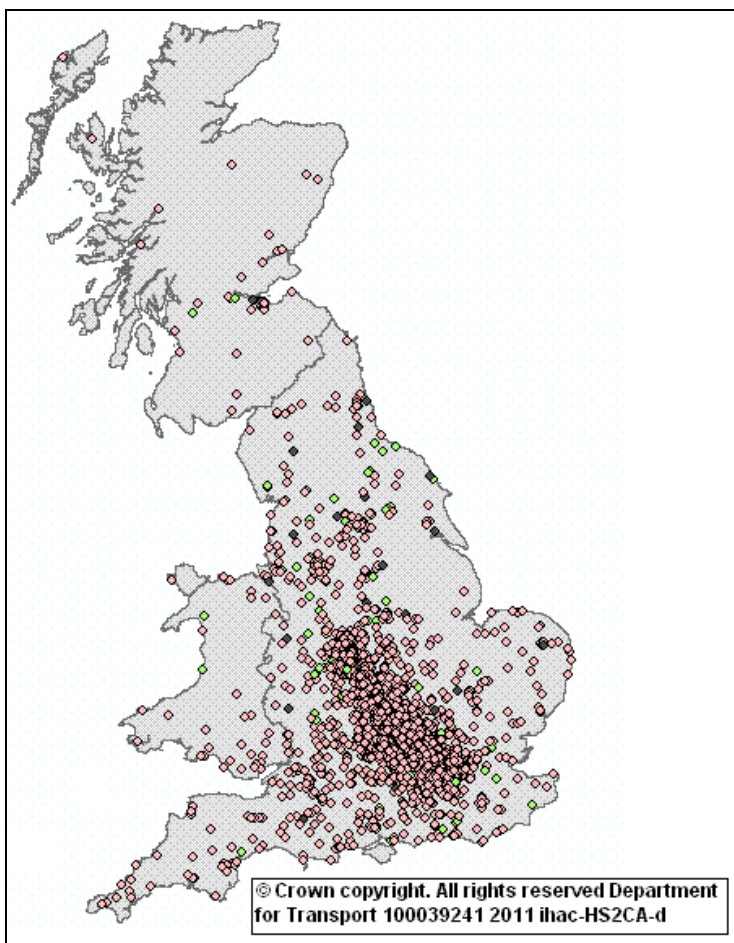 © Crown copyright. All rights reserved Department
for Transport 100039241 2011 ihac-HS2CA-d